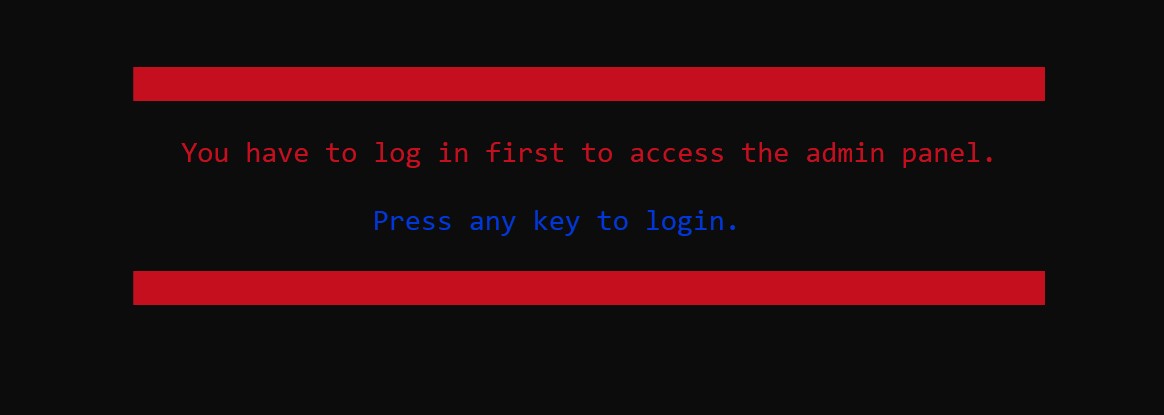 You have to log in first to access the admin panel.
Press any key to login.